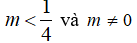 m < 1/4 và m ≠ 0